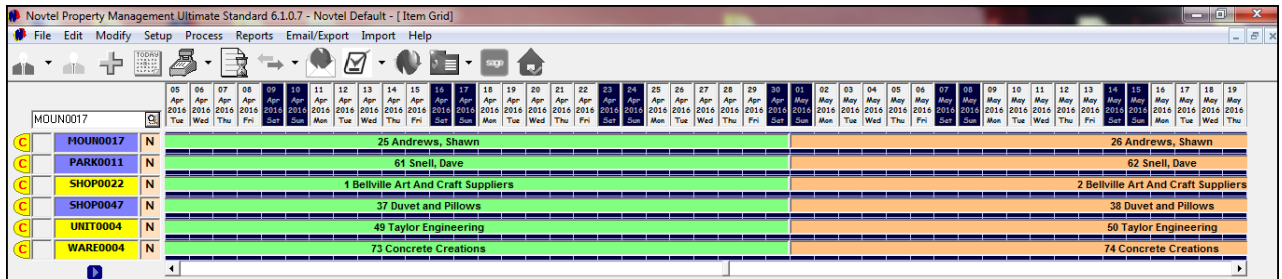 Novtel Property Management Ultimate Standard 6.1.0.7 - Novtel Default - [ Item Grid]
File Edit Modify Setup Process Reports Email/Export Import Help
TODAY sage
05 06 07 08 09 10 11 12 13 14 15 16 17 18 19 20 21 22 23 24 25 26 27 28 29 30 01 02 03 04 05 06 07 08 09 10 11 12 13 14 15 16 17 18 19
Apr Apr Apr Apr Apr Apr Apr Apr Apr Apr Apr Apr Apr Apr Apr Apr Apr Apr Apr Apr Apr Apr Apr Apr Apr Apr May May May May May May May May May May May May May May May May May May May
2016 2016 2016 2016 2016 2016 2016 2016 2016 2016 2016 2016 2016 2016 2016 2016 2016 2016 2016 2016 2016 2016 2016 2016 2016 2016 2016 2016 2016 2016 2016 2016 2016 2016 2016 2016 2016 2016 2016 2016 2016 2016 2016 2016 2016
MOUN0017 Tue Wed Thu Fri Sat Sun Mon Tue Wed Thu Fri Sat Sun Mon Tue Wed Thu Fri Sat Sun Mon Tue Wed Thu Fri Sat Sun Mon Tue Wed Thu Fri Sat Sun Mon Tue Wed Thu Fri Sat Sun Mon Tue Wed Thu
C MOUN0017 N 25 Andrews, Shawn 26 Andrews, Shawn
C PARK0011 N 61 Snell, Dave 62 Snell, Dave
C SHOP0022 N 1 Bellville Art And Craft Suppliers 2 Bellville Art And Craft Suppliers
C SHOP0047 N 37 Duvet and Pillows 38 Duvet and Pillows
C UNIT0004 N 49 Taylor Engineering 50 Taylor Engineering
C WARE0004 N 73 Concrete Creations 74 Concrete Creations